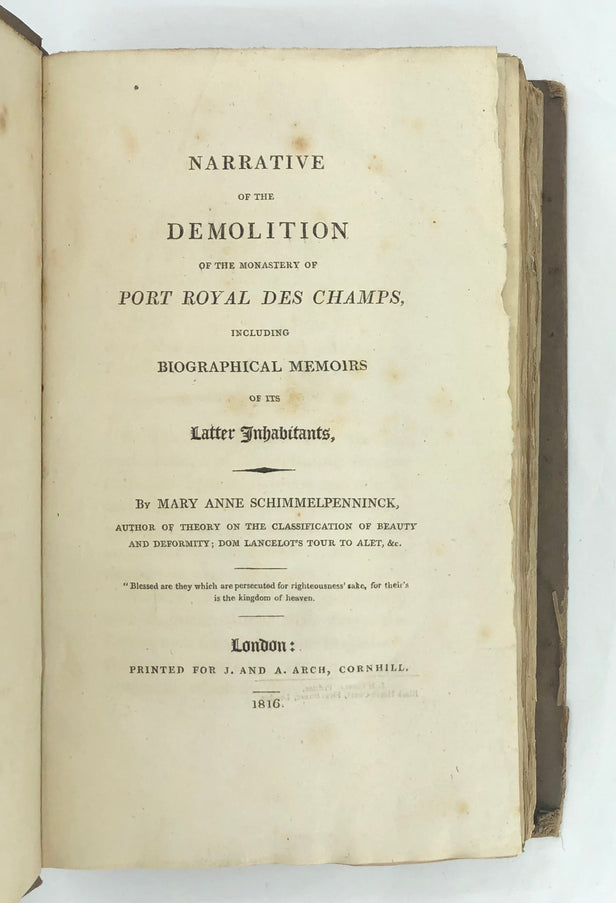 NARRATIVE
OF THE
DEMOLITION
OF THE MONASTERY OF
PORT ROYAL DES CHAMPS,
INCLUDING
BIOGRAPHICAL MEMOIRS
OF ITS
Latter Inhabitants,
By MARY ANNE SCHIMMELPENNINCK,
AUTHOR OF THEORY ON THE CLASSIFICATION OF BEAUTY
AND DEFORMITY; DOM LANCELOT'S TOUR TO ALET, &c.
"Blessed are they which are persecuted for righteousness' sake, for their's
is the kingdom of heaven.
London:
PRINTED FOR J. AND A. ARCH, CORNHILL.
1816.